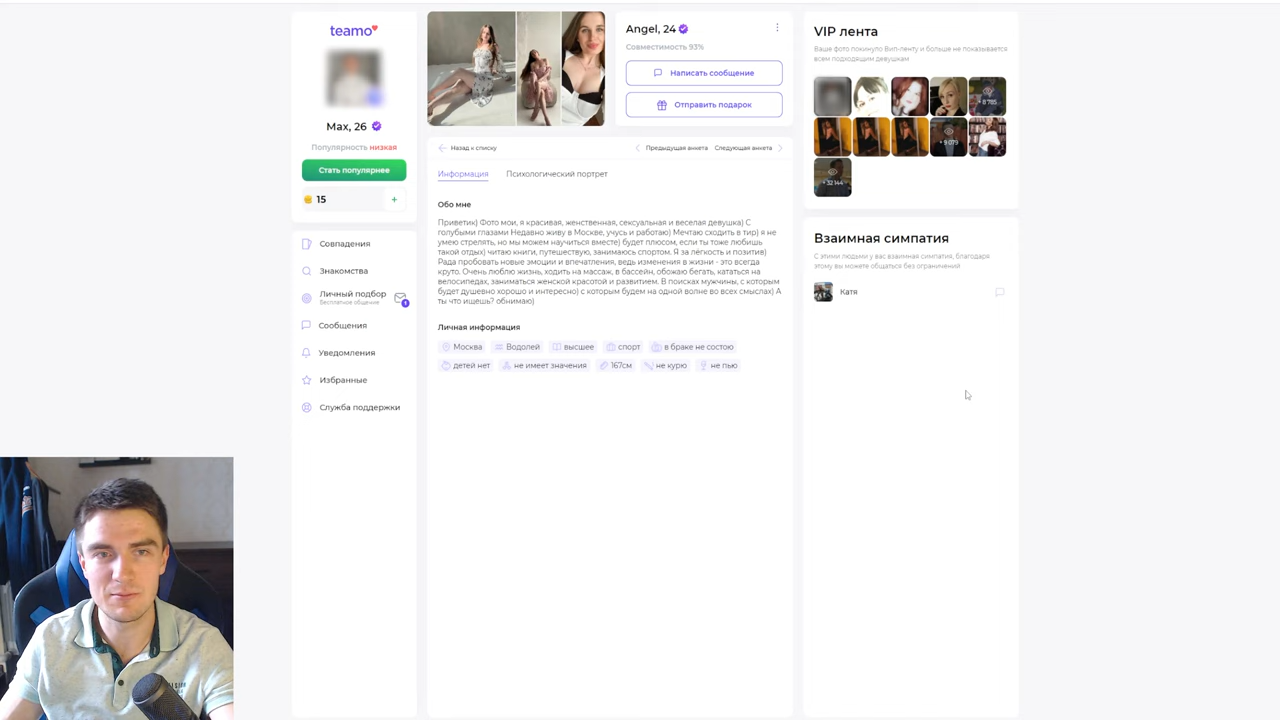 teamo
Max, 26
Популярность низкая
Стать популярнее
15
+
Совпадения
Знакомства
Личный подбор
бесплатное общение
1
Сообщения
Уведомления
Избранные
Служба поддержки
Angel, 24
Совместимость 93%
Написать сообщение
Отправить подарок
Назад к списку
Предыдущая анкета
Следующая анкета
Информация
Психологический портрет
Обо мне
Приветик) Фото мои, я красивая, женственная, сексуальная и веселая девушка) С
голубыми глазами Недавно живу в Москве, учусь и работаю) Мечтаю сходить в тир) я не
умею стрелять, но мы можем научиться вместе) будет плюсом, если ты тоже любишь
такой отдых) читаю книги, путешествую, занимаюсь спортом. Я за лёгкость и позитив)
Рада пробовать новые эмоции и впечатления, ведь изменения в жизни - это всегда
круто. Очень люблю жизнь, ходить на массаж, в бассейн, обожаю бегать, кататься на
велосипедах, заниматься женской красотой и развитием. В поисках мужчины, с которым
будет душевно хорошо и интересно) с которым будем на одной волне во всех смыслах) А
ты что ищешь? обнимаю)
Личная информация
Москва
Водолей
высшее
спорт
в браке не состою
детей нет
не имеет значения
167см
не курю
не пью
VIP лента
Ваше фото покинуло Вип-ленту и больше не показывается
всем подходящим девушкам
+ 8 785
+ 9 079
+ 32 144
Взаимная симпатия
С этими людьми у вас взаимная симпатия, благодаря
этому вы можете общаться без ограничений
Катя